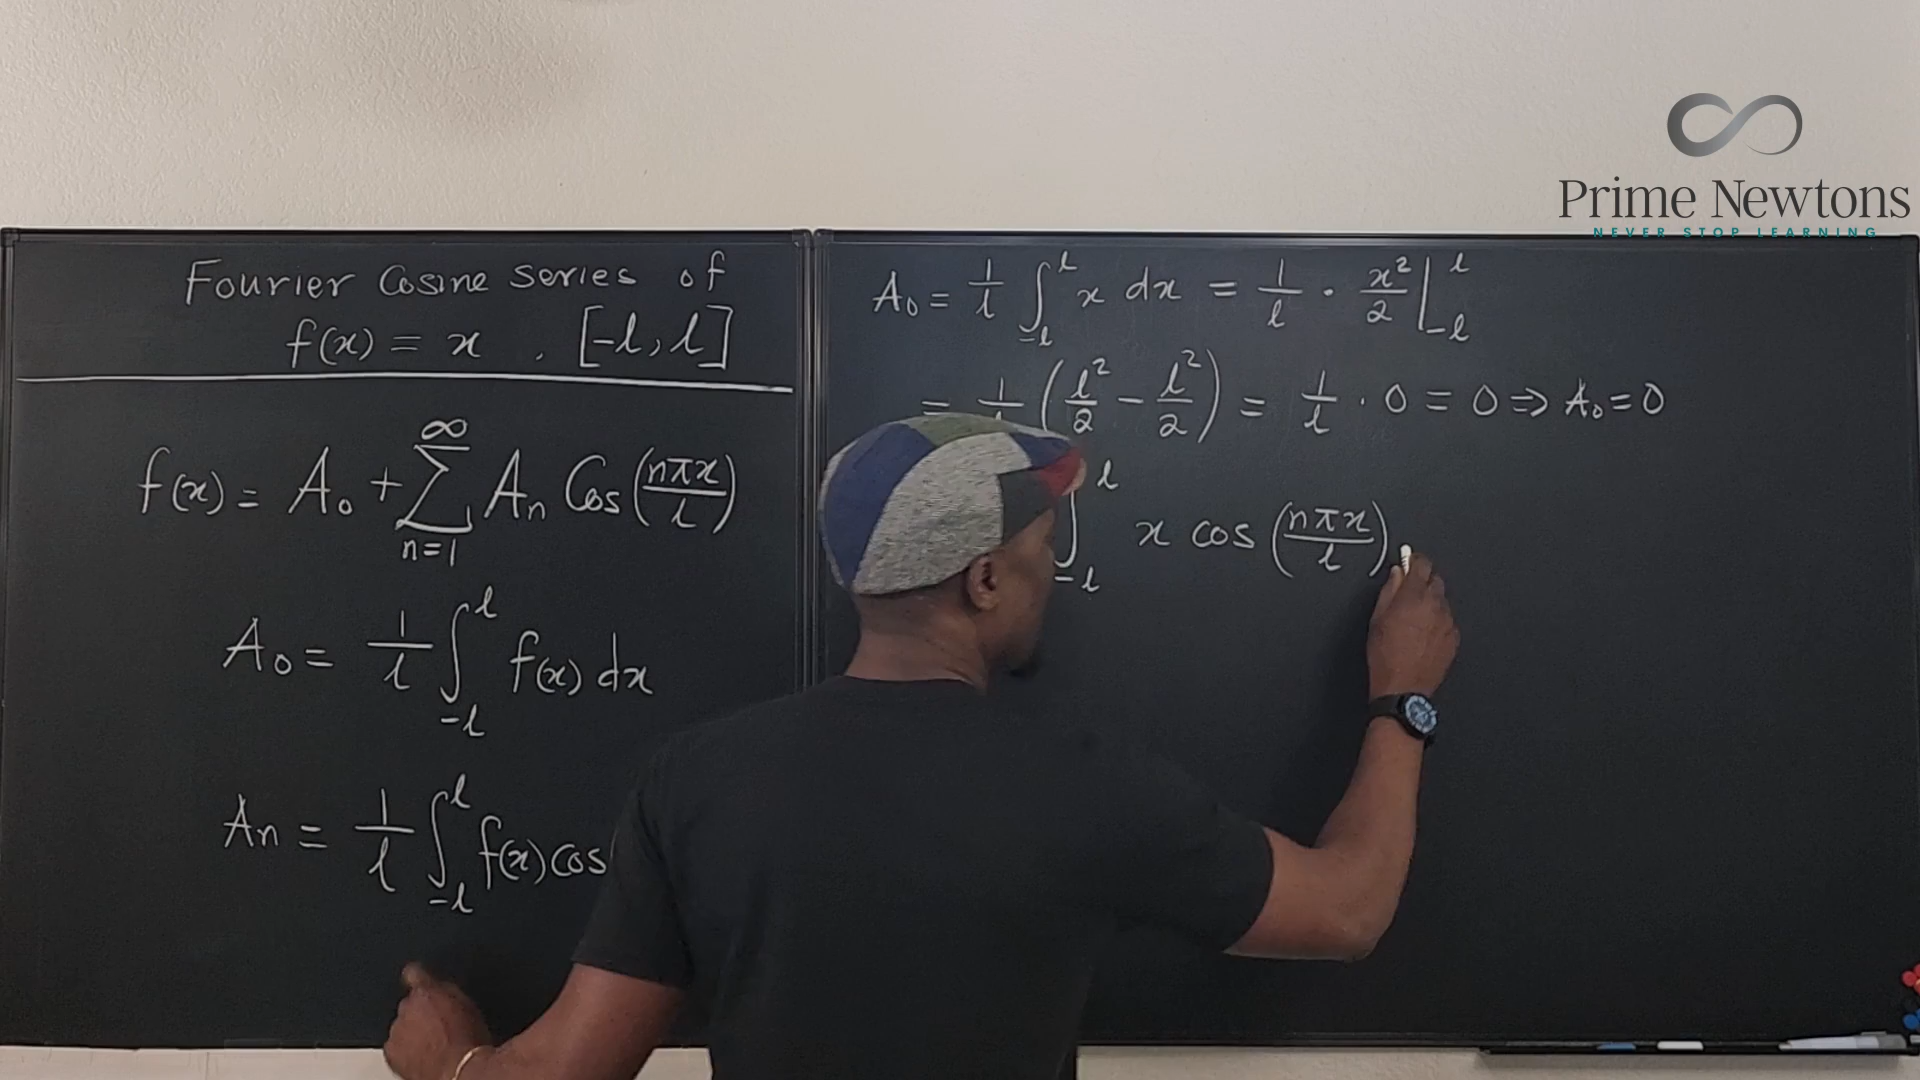 Prime Newtons
NEVER STOP LEARNING
Fourier Cosine Series of
f(x) = x , [-l, l]
f(x) = A₀ + ∑_{n=1}^{∞} Aₙ Cos(nπx/l)
A₀ = 1/l ∫_{-l}^{l} f(x) dx
Aₙ = 1/l ∫_{-l}^{l} f(x) cos
A₀ = 1/l ∫_{-l}^{l} x dx = 1/l · x²/2 |_{-l}^{l}
= 1/l (l²/2 - l²/2) = 1/l · 0 = 0 ⇒ A₀ = 0
∫_{-l}^{l} x cos(nπx/l)